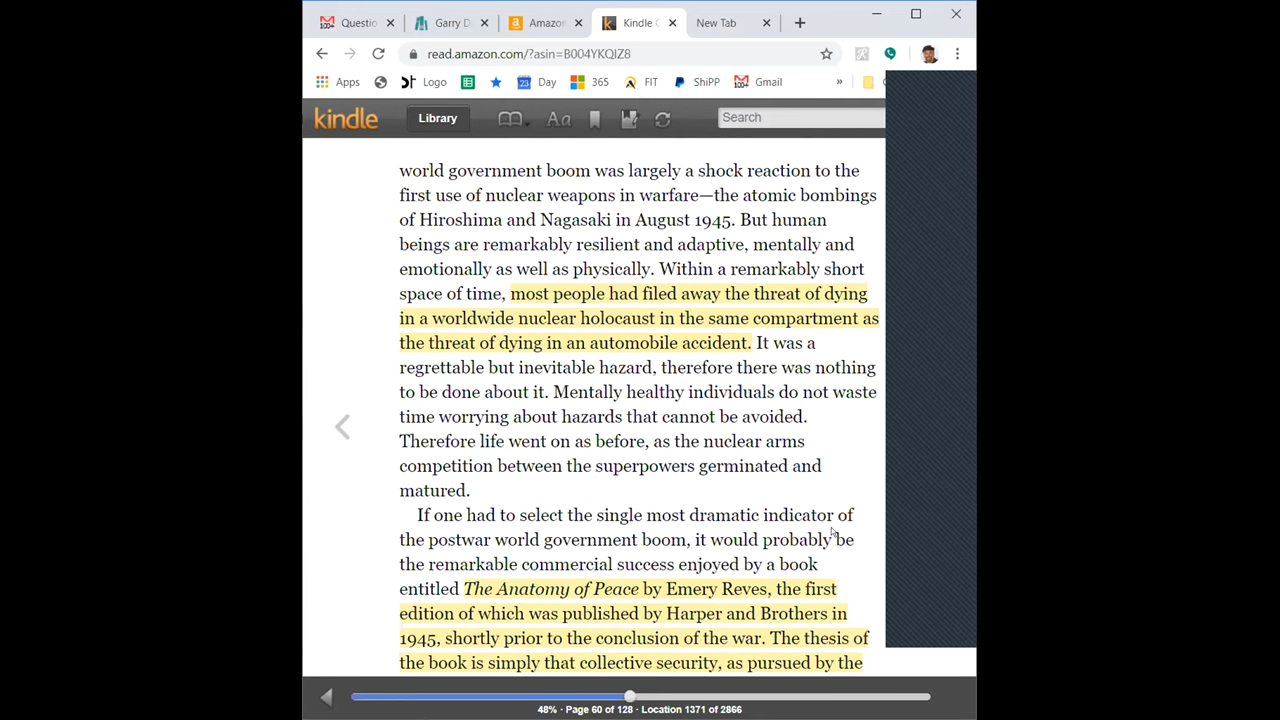 Questio
Garry D
Amazon
Kindle C
New Tab
read.amazon.com/?asin=B004YKQIZ8
Apps
Logo
23
Day
365
FIT
ShiPP
Gmail
»
kindle
Library
Aa
Search
world government boom was largely a shock reaction to the
first use of nuclear weapons in warfare—the atomic bombings
of Hiroshima and Nagasaki in August 1945. But human
beings are remarkably resilient and adaptive, mentally and
emotionally as well as physically. Within a remarkably short
space of time, most people had filed away the threat of dying
in a worldwide nuclear holocaust in the same compartment as
the threat of dying in an automobile accident. It was a
regrettable but inevitable hazard, therefore there was nothing
to be done about it. Mentally healthy individuals do not waste
time worrying about hazards that cannot be avoided.
Therefore life went on as before, as the nuclear arms
competition between the superpowers germinated and
matured.
If one had to select the single most dramatic indicator of
the postwar world government boom, it would probably be
the remarkable commercial success enjoyed by a book
entitled The Anatomy of Peace by Emery Reves, the first
edition of which was published by Harper and Brothers in
1945, shortly prior to the conclusion of the war. The thesis of
the book is simply that collective security, as pursued by the
48% · Page 60 of 128 · Location 1371 of 2866